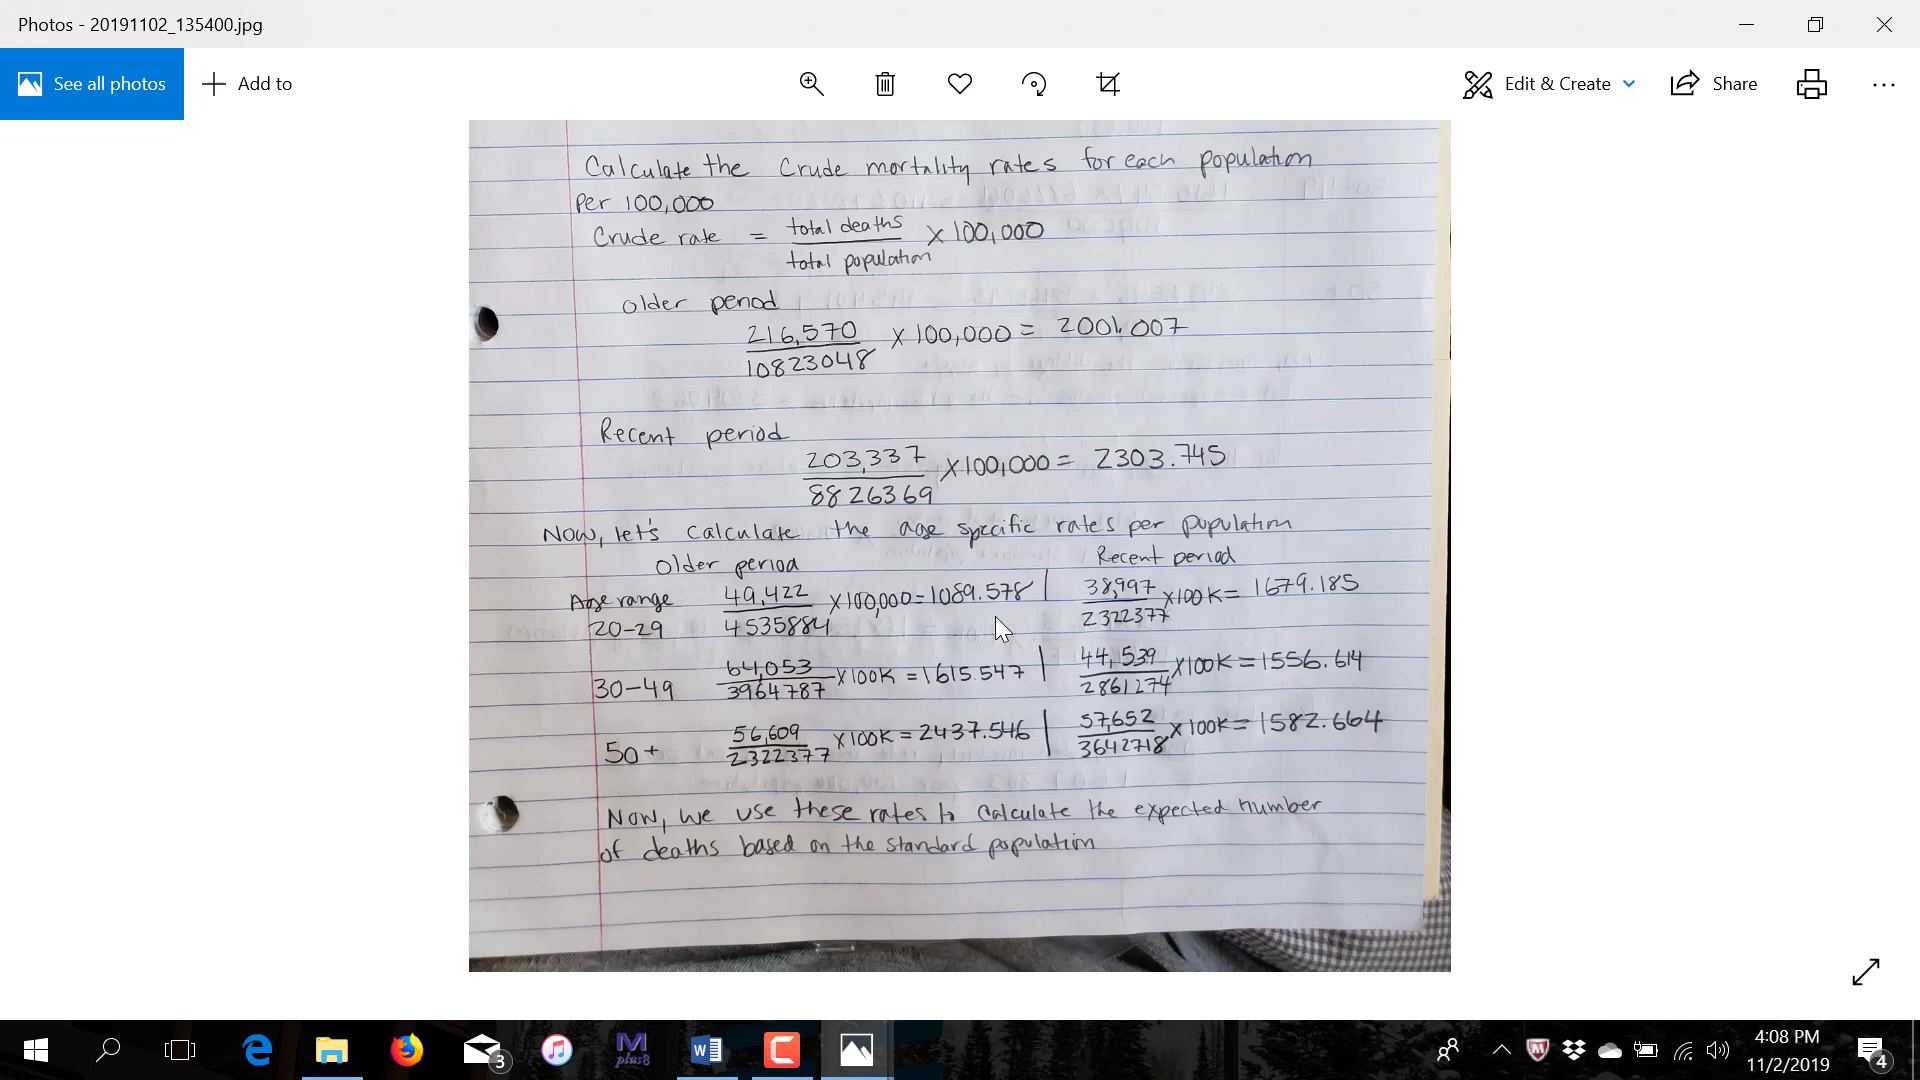 Photos - 20191102_135400.jpg
See all photos
Add to
Edit & Create
Share
Calculate the Crude mortality rates for each population
Per 100,000
Crude rate = total deaths / total population X 100,000
older period
216,570 / 10823048 X 100,000 = 2001.007
Recent period
203,337 / 8826369 X 100,000 = 2303.745
Now, let's calculate the age specific rates per population
Older period Recent period
Age range 49,422 / 4535884 X 100,000 = 1089.578 | 38,997 / 2322377 X 100K = 1679.185
20-29
30-49 64,053 / 3964787 X 100K = 1615.547 | 44,539 / 2861274 X 100K = 1556.614
50+ 56,609 / 2322377 X 100K = 2437.546 | 57,652 / 3642718 X 100K = 1582.664
Now, we use these rates to calculate the expected number
of deaths based on the standard population
3
M
plus8
W
4:08 PM
11/2/2019
4